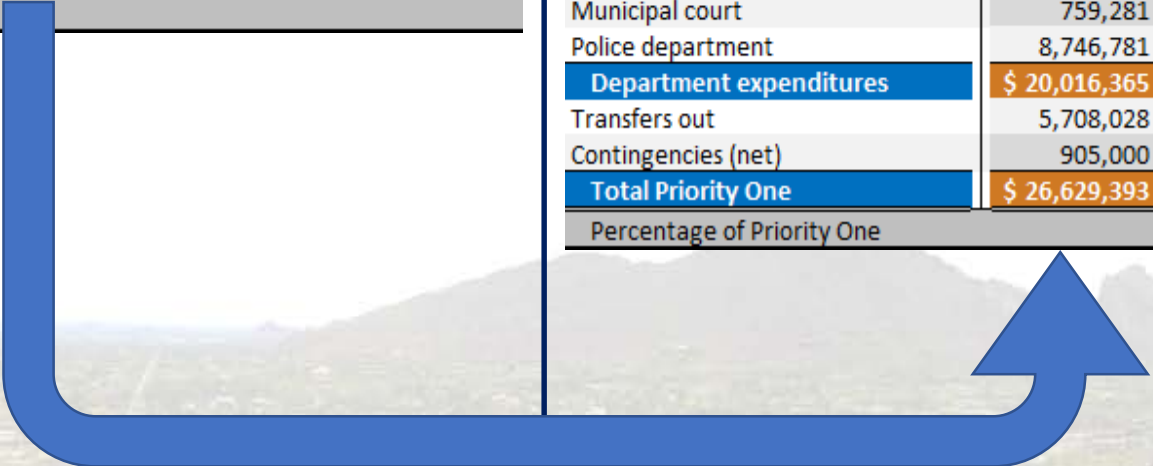 Municipal court 759,281
Police department 8,746,781
Department expenditures $ 20,016,365
Transfers out 5,708,028
Contingencies (net) 905,000
Total Priority One $ 26,629,393
Percentage of Priority One